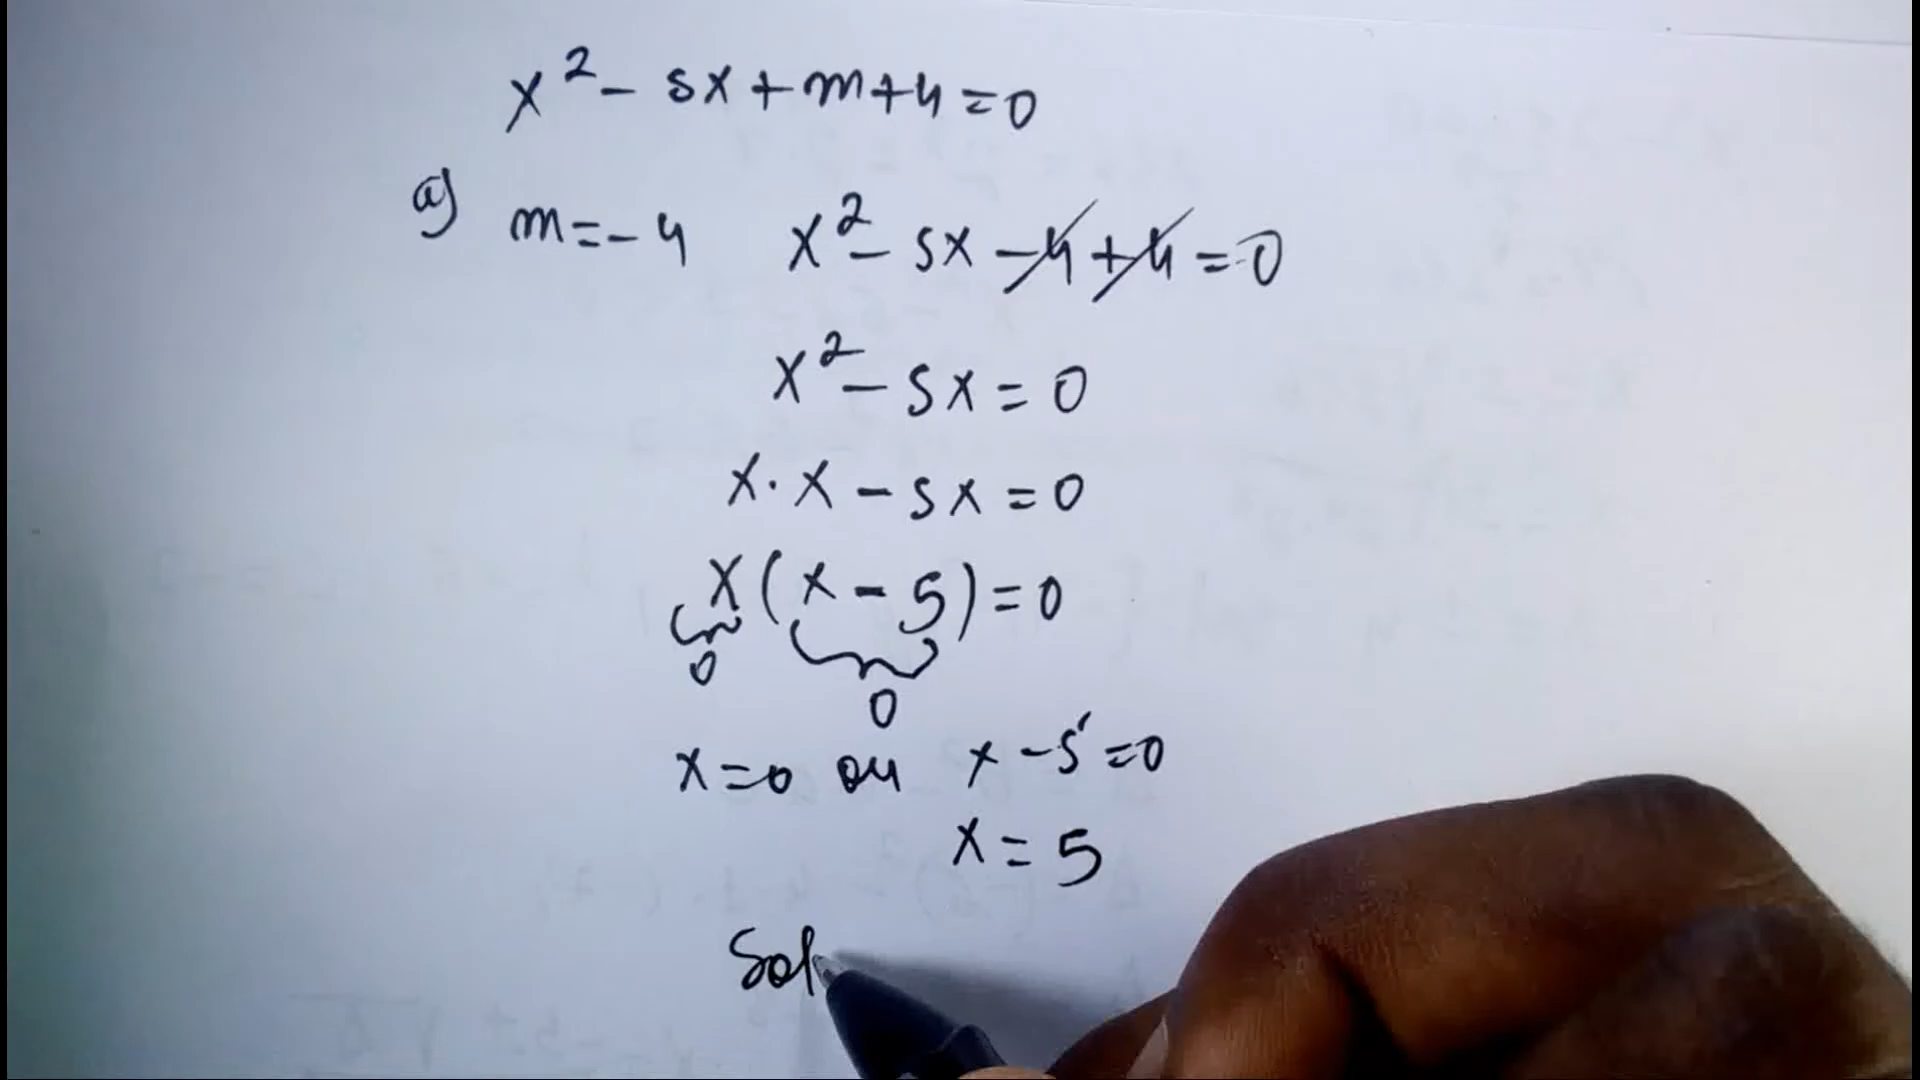 x² - 5x + m + 4 = 0
a) m = - 4 x² - 5x - 4 + 4 = 0
x² - 5x = 0
x · x - 5x = 0
x ( x - 5 ) = 0
0
0
x = 0 ou x - 5 = 0
x = 5
Sol